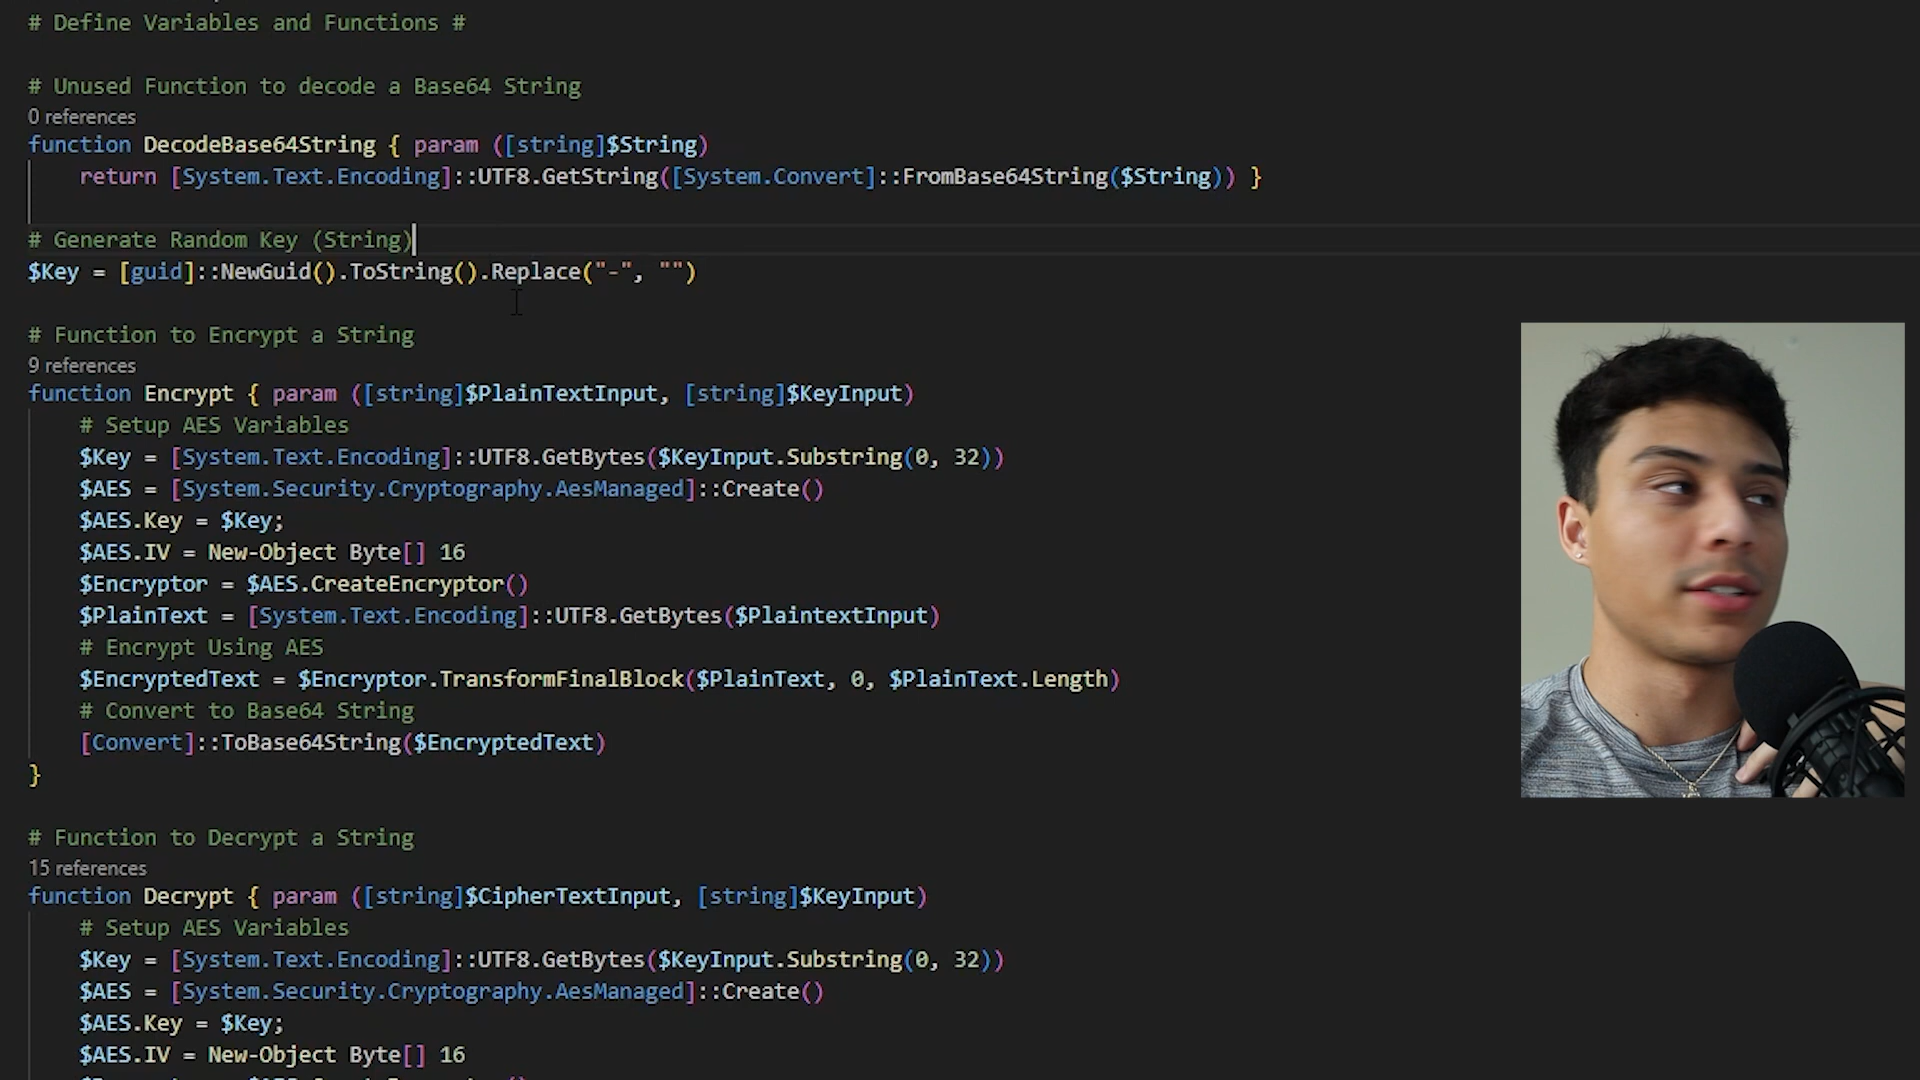 # Define Variables and Functions #
# Unused Function to decode a Base64 String
0 references
function DecodeBase64String { param ([string]$String)
return [System.Text.Encoding]::UTF8.GetString([System.Convert]::FromBase64String($String)) }
# Generate Random Key (String)
$Key = [guid]::NewGuid().ToString().Replace("-", "")
# Function to Encrypt a String
9 references
function Encrypt { param ([string]$PlainTextInput, [string]$KeyInput)
# Setup AES Variables
$Key = [System.Text.Encoding]::UTF8.GetBytes($KeyInput.Substring(0, 32))
$AES = [System.Security.Cryptography.AesManaged]::Create()
$AES.Key = $Key;
$AES.IV = New-Object Byte[] 16
$Encryptor = $AES.CreateEncryptor()
$PlainText = [System.Text.Encoding]::UTF8.GetBytes($PlaintextInput)
# Encrypt Using AES
$EncryptedText = $Encryptor.TransformFinalBlock($PlainText, 0, $PlainText.Length)
# Convert to Base64 String
[Convert]::ToBase64String($EncryptedText)
}
# Function to Decrypt a String
15 references
function Decrypt { param ([string]$CipherTextInput, [string]$KeyInput)
# Setup AES Variables
$Key = [System.Text.Encoding]::UTF8.GetBytes($KeyInput.Substring(0, 32))
$AES = [System.Security.Cryptography.AesManaged]::Create()
$AES.Key = $Key;
$AES.IV = New-Object Byte[] 16